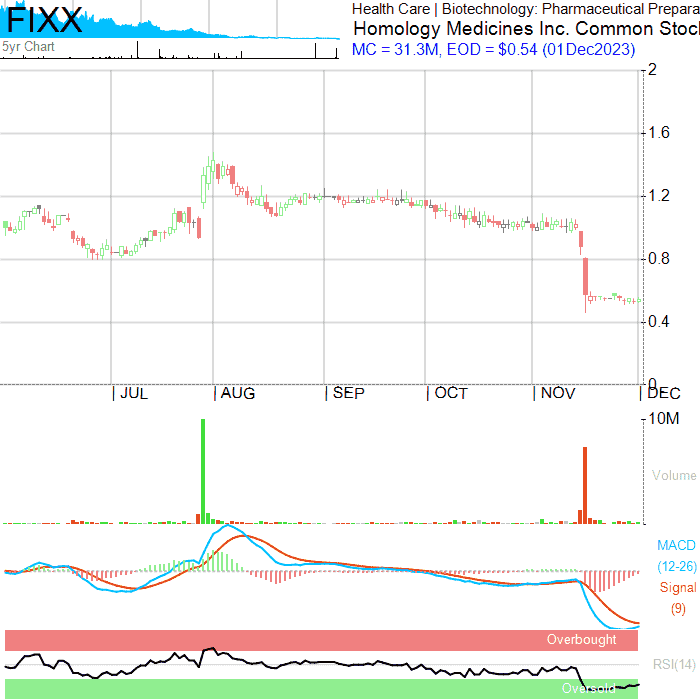 FIXX
5yr Chart
Health Care | Biotechnology: Pharmaceutical Prepara
Homology Medicines Inc. Common Stoc
MC = 31.3M, EOD = $0.54 (01Dec2023)
2
1.6
1.2
0.8
0.4
0
JUL
AUG
SEP
OCT
NOV
DEC
10M
Volume
MACD
(12-26)
Signal
(9)
Overbought
RSI(14)
Oversold